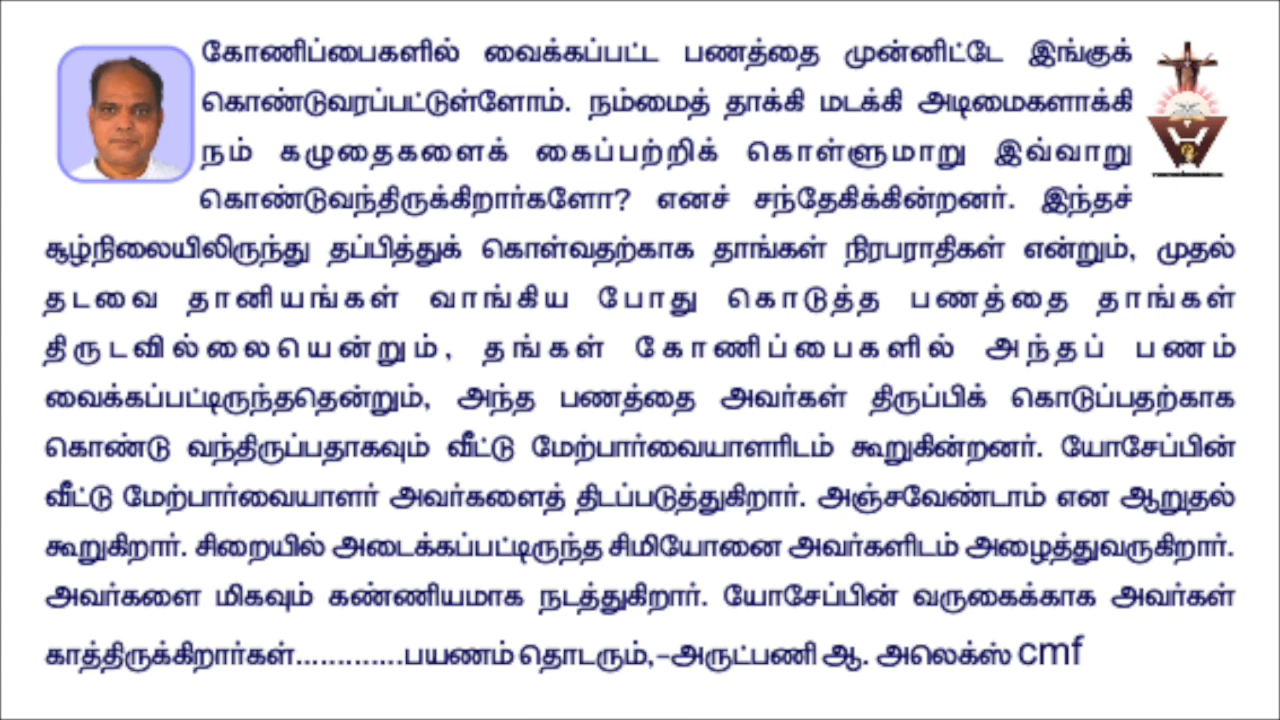 கோணிப்பைகளில் வைக்கப்பட்ட பணத்தை முன்னிட்டே இங்குக்
கொண்டுவரப்பட்டுள்ளோம். நம்மைத் தாக்கி மடக்கி அடிமைகளாக்கி
நம் கழுதைகளைக் கைப்பற்றிக் கொள்ளுமாறு இவ்வாறு
கொண்டுவந்திருக்கிறார்களோ? எனச் சந்தேகிக்கின்றனர். இந்தச்
சூழ்நிலையிலிருந்து தப்பித்துக் கொள்வதற்காக தாங்கள் நிரபராதிகள் என்றும், முதல்
தடவை தானியங்கள் வாங்கிய போது கொடுத்த பணத்தை தாங்கள்
திருடவில்லையென்றும், தங்கள் கோணிப்பைகளில் அந்தப் பணம்
வைக்கப்பட்டிருந்ததென்றும், அந்த பணத்தை அவர்கள் திருப்பிக் கொடுப்பதற்காக
கொண்டு வந்திருப்பதாகவும் வீட்டு மேற்பார்வையாளரிடம் கூறுகின்றனர். யோசேப்பின்
வீட்டு மேற்பார்வையாளர் அவர்களைத் திடப்படுத்துகிறார். அஞ்சவேண்டாம் என ஆறுதல்
கூறுகிறார். சிறையில் அடைக்கப்பட்டிருந்த சிமியோனை அவர்களிடம் அழைத்துவருகிறார்.
அவர்களை மிகவும் கண்ணியமாக நடத்துகிறார். யோசேப்பின் வருகைக்காக அவர்கள்
காத்திருக்கிறார்கள்.............பயணம் தொடரும்,-அருட்பணி ஆ. அலெக்ஸ் cmf